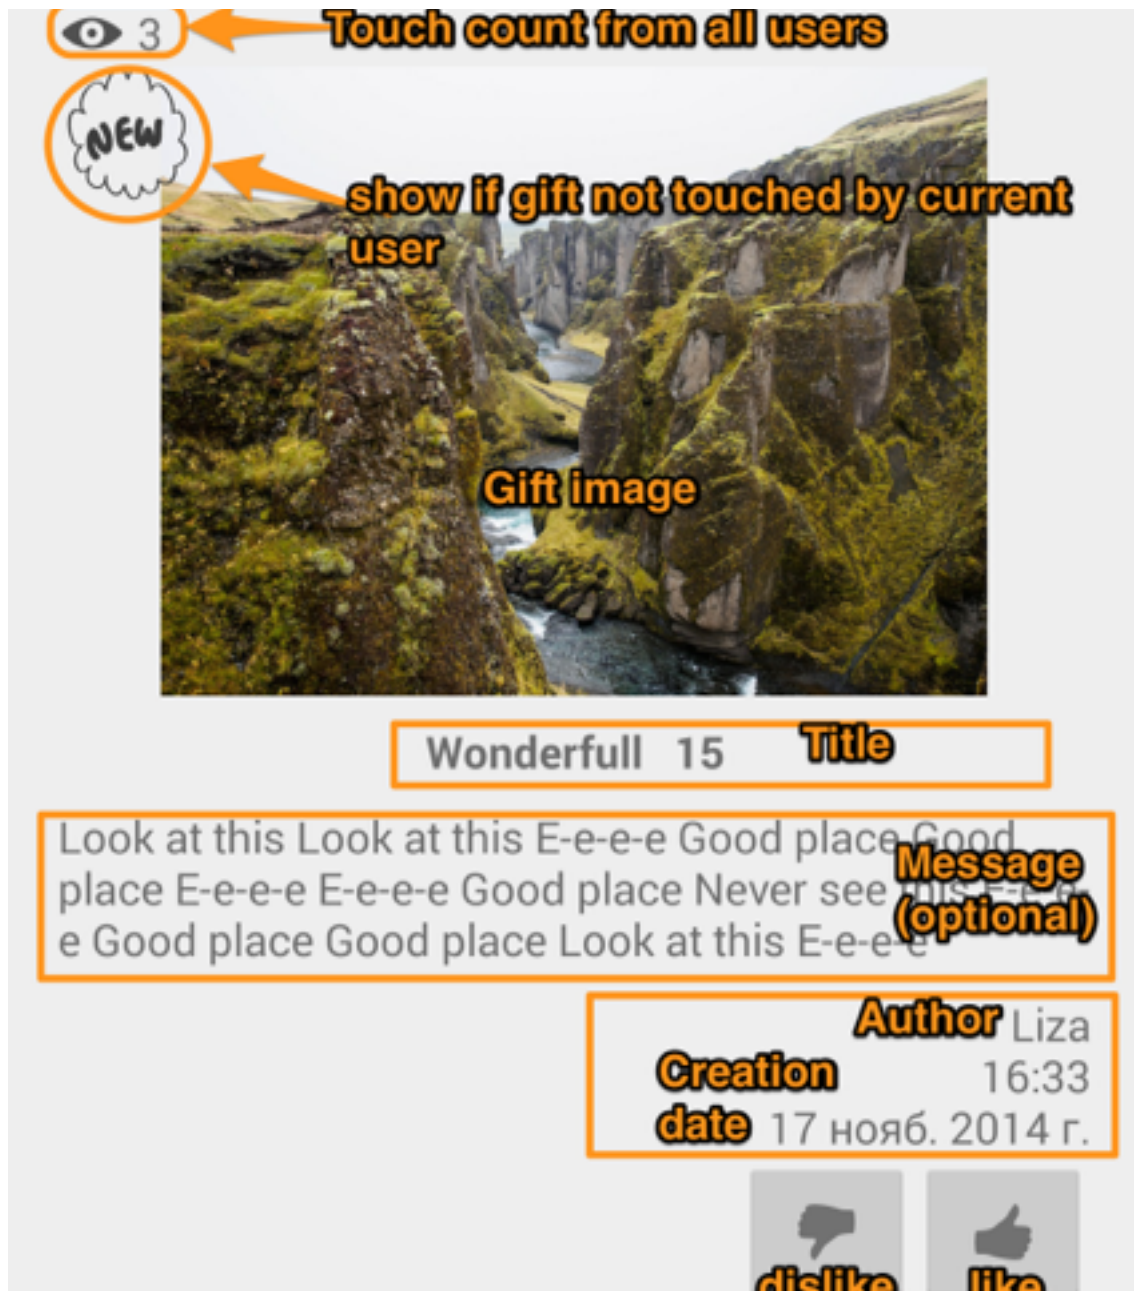 3 Touch count from all users
NEW
show if gift not touched by current
user
Gift image
Wonderfull 15 Title
Look at this Look at this E-e-e-e Good place Good
place E-e-e-e E-e-e-e Good place Never see this E-e-e-
e Good place Good place Look at this E-e-e-e
Message
(optional)
Author Liza
Creation 16:33
date 17 нояб. 2014 г.
dislike like